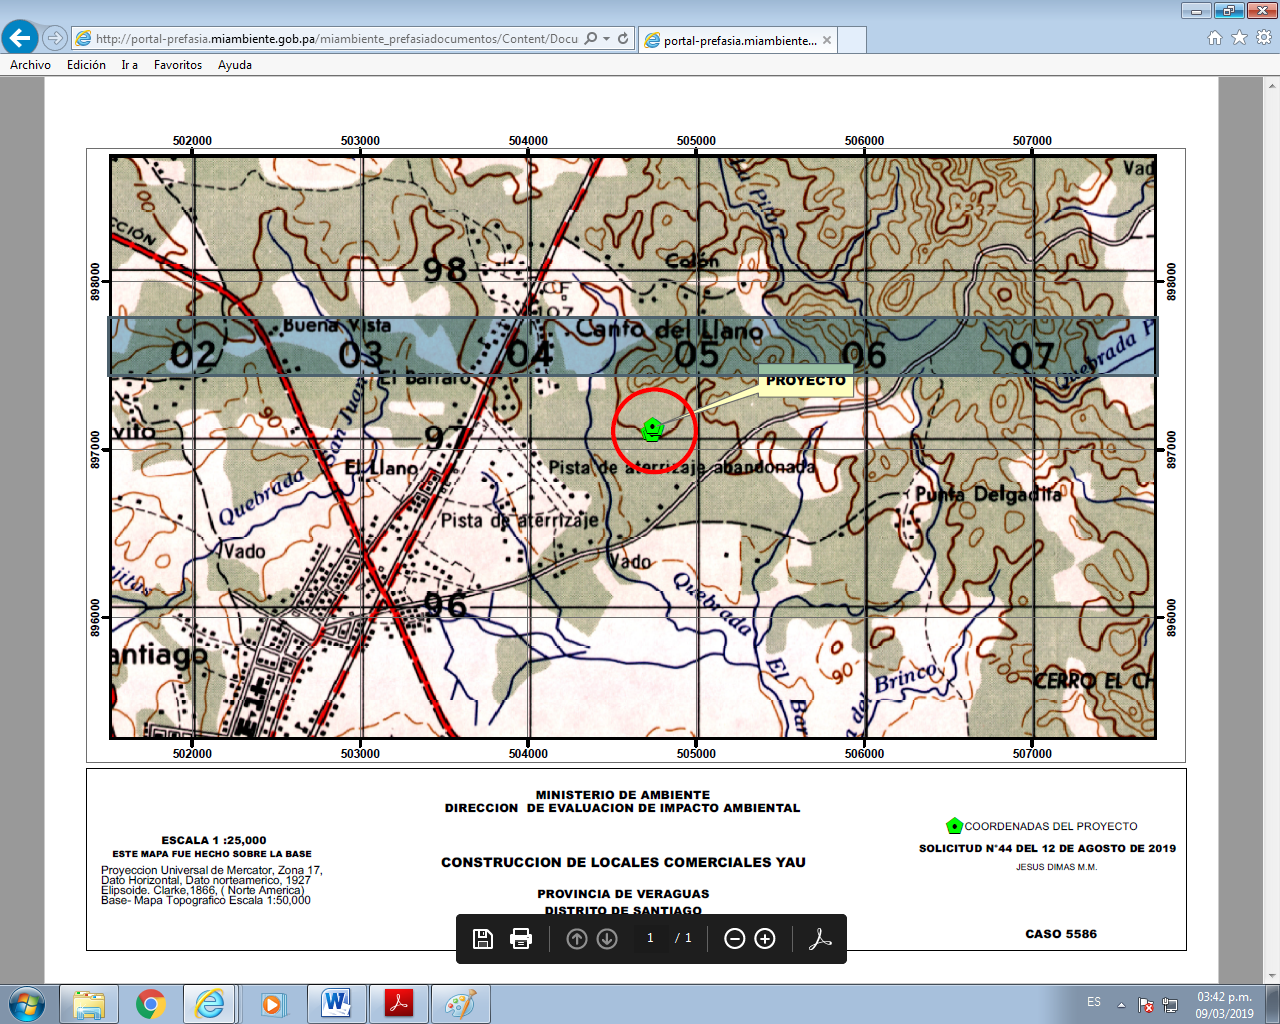 http://portal-prefasia.miambiente.gob.pa/miambiente_prefasiadocumentos/Content/Docu
portal-prefasia.miambiente...
Archivo Edición Ir a Favoritos Ayuda
502000 503000 504000 505000 506000 507000
898000
897000
896000
898000
897000
896000
CCIÓN
100
98
Colón
CF
Buena Vista
Canto del Llano
02 03 04 05 06 07
Quebrada
El Barrero
PROYECTO
90
San Juan
97
El Llano
Pista de aterrizaje abandonada
Quebrada
Pista de aterrizaje
Punta Delgadita
Vado
Vado
Quebrada
96
antiago
El
Bar
90
Brinco
CERRO EL CH
502000 503000 504000 505000 506000 507000
MINISTERIO DE AMBIENTE
DIRECCION DE EVALUACION DE IMPACTO AMBIENTAL
ESCALA 1 :25,000
ESTE MAPA FUE HECHO SOBRE LA BASE
Proyeccion Universal de Mercator, Zona 17,
Dato Horizontal, Dato norteamerico, 1927
Elipsoide. Clarke,1866, ( Norte America)
Base- Mapa Topografico Escala 1:50,000
CONSTRUCCION DE LOCALES COMERCIALES YAU
PROVINCIA DE VERAGUAS
DISTRITO DE SANTIAGO
COORDENADAS DEL PROYECTO
SOLICITUD N°44 DEL 12 DE AGOSTO DE 2019
JESUS DIMAS M.M.
CASO 5586
1 / 1
ES
03:42 p.m.
09/03/2019